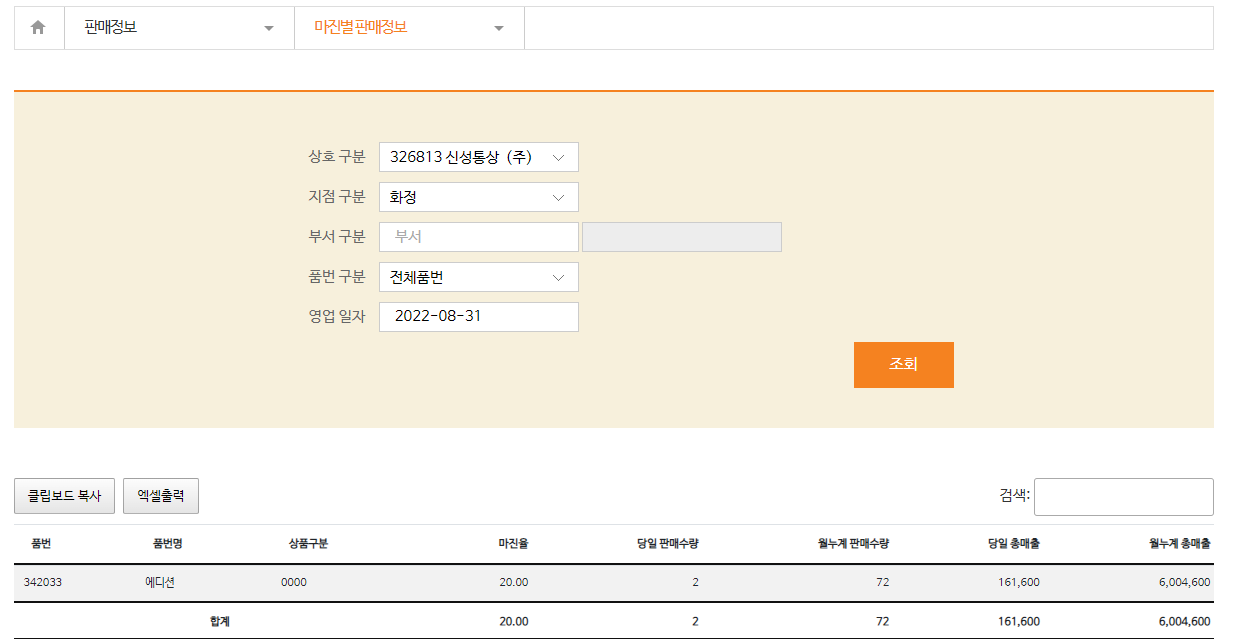 판매정보 마진별 판매정보
상호 구분 326813 신성통상 (주)
지점 구분 화정
부서 구분 부서
품번 구분 전체품번
영업 일자 2022-08-31
조회
클립보드 복사 엑셀출력 검색:
품번 품번명 상품구분 마진율 당일 판매수량 월누계 판매수량 당일 총매출 월누계 총매출
342033 에디션 0000 20.00 2 72 161,600 6,004,600
합계 20.00 2 72 161,600 6,004,600